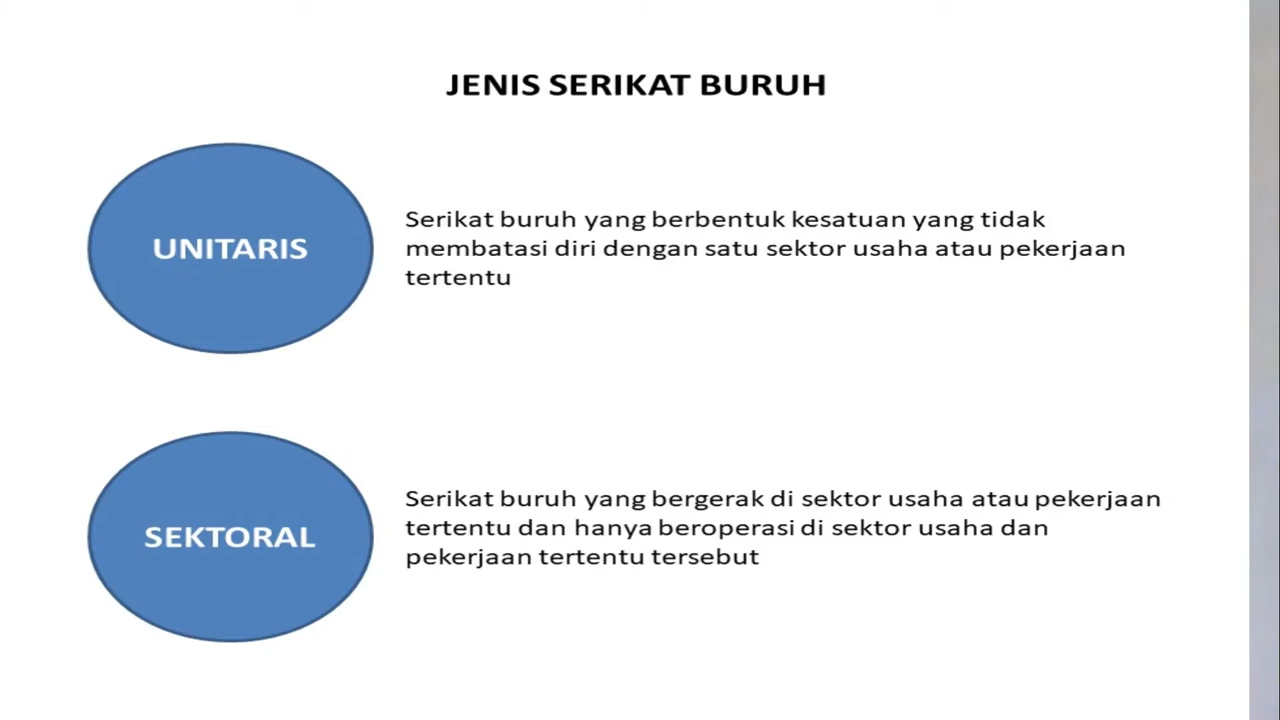 JENIS SERIKAT BURUH
UNITARIS
Serikat buruh yang berbentuk kesatuan yang tidak
membatasi diri dengan satu sektor usaha atau pekerjaan
tertentu
SEKTORAL
Serikat buruh yang bergerak di sektor usaha atau pekerjaan
tertentu dan hanya beroperasi di sektor usaha dan
pekerjaan tertentu tersebut